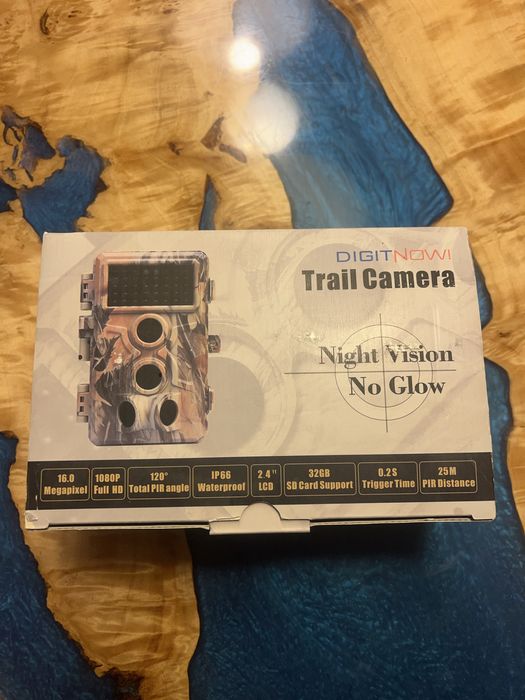 DIGITNOW!
Trail Camera
Night Vision
No Glow
16.0
Megapixel
1080P
Full HD
120°
Total PIR angle
IP66
Waterproof
2.4"
LCD
32GB
SD Card Support
0.2S
Trigger Time
25M
PIR Distance